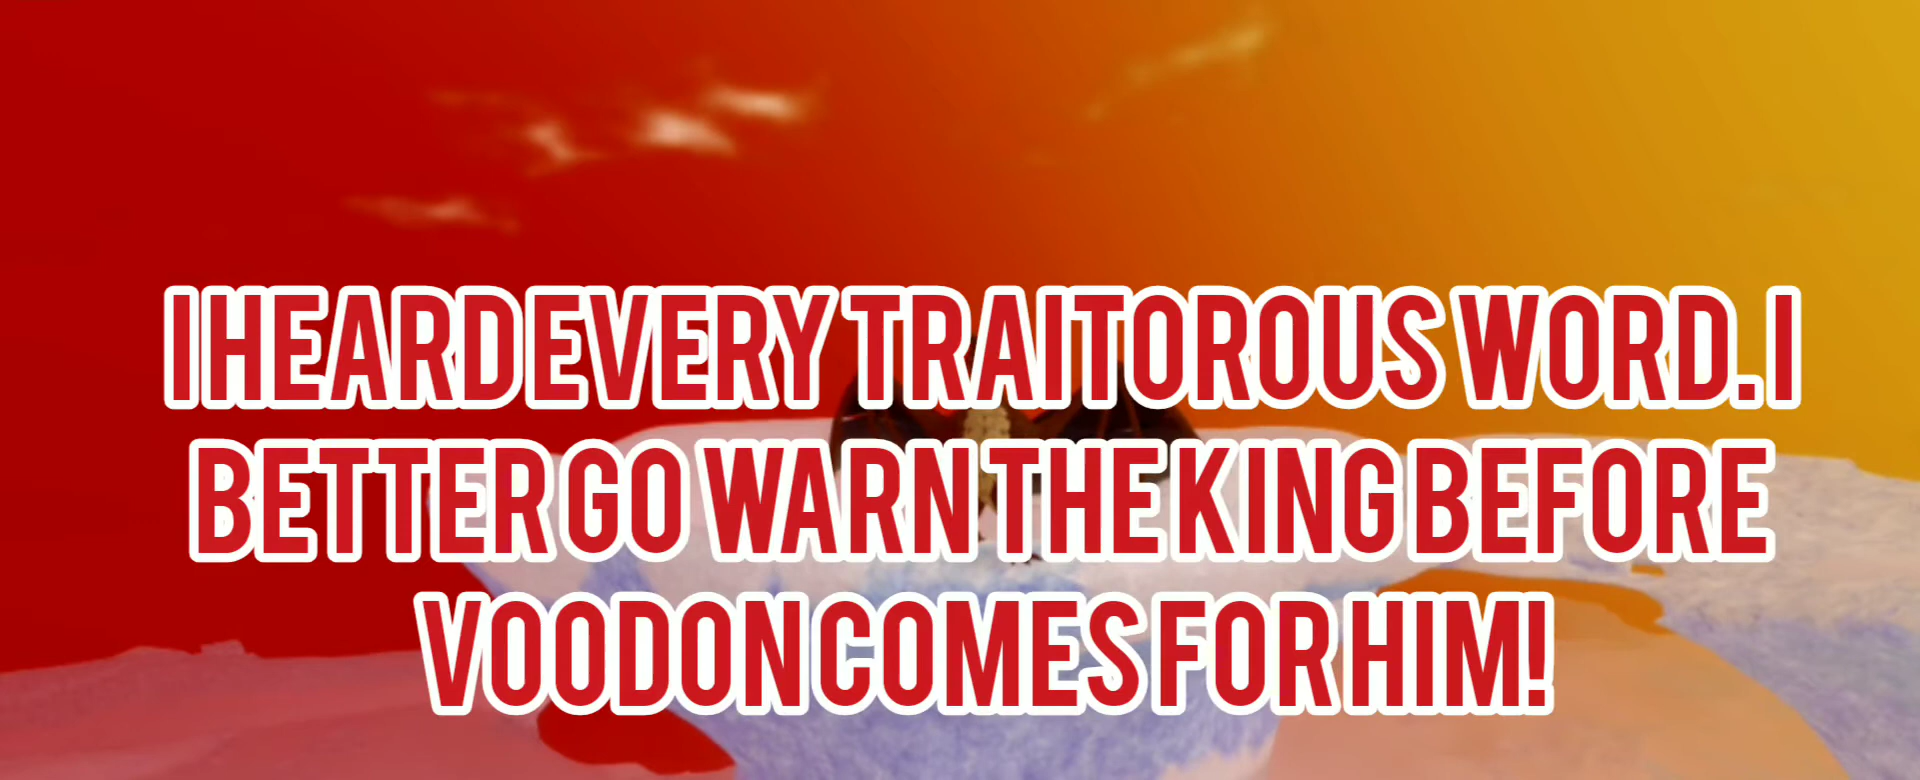 I HEARD EVERY TRAITOROUS WORD. I
BETTER GO WARN THE KING BEFORE
VOODON COMES FOR HIM!